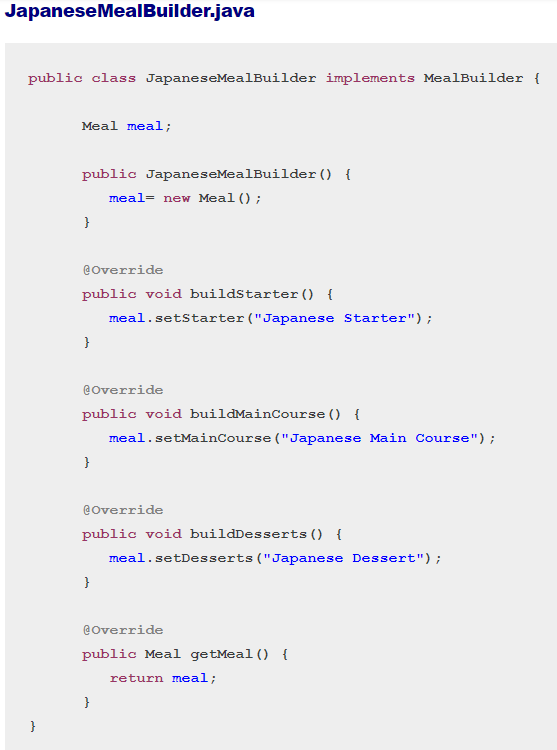 JapaneseMealBuilder.java
public class JapaneseMealBuilder implements MealBuilder {
Meal meal;
public JapaneseMealBuilder() {
meal= new Meal();
}
@Override
public void buildStarter() {
meal.setStarter("Japanese Starter");
}
@Override
public void buildMainCourse() {
meal.setMainCourse("Japanese Main Course");
}
@Override
public void buildDesserts() {
meal.setDesserts("Japanese Dessert");
}
@Override
public Meal getMeal() {
return meal;
}
}